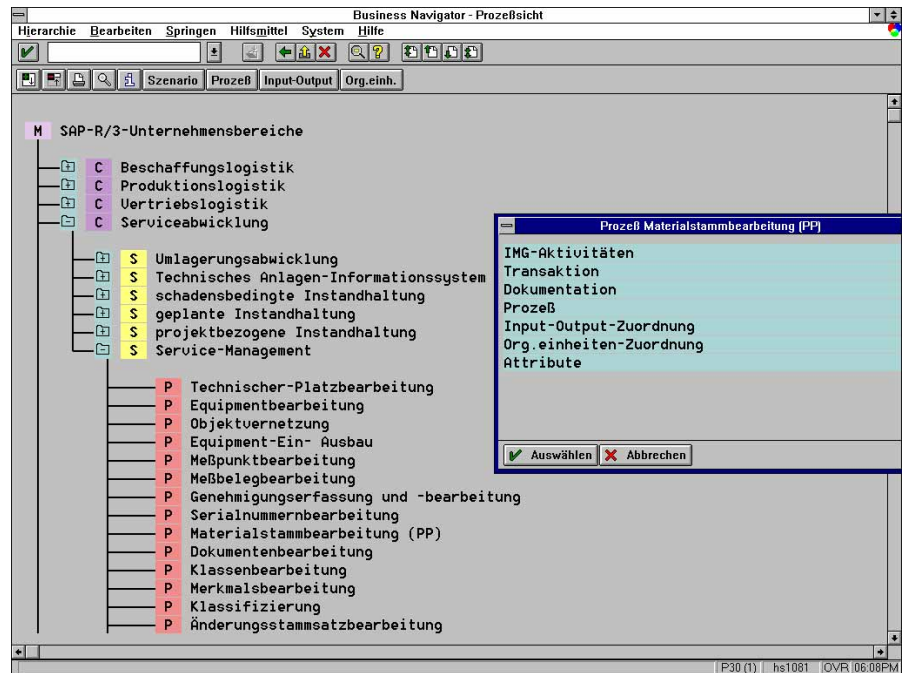 Business Navigator - Prozeßsicht
Hierarchie Bearbeiten Springen Hilfsmittel System Hilfe
Szenario Prozeß Input-Output Org.einh.
M SAP-R/3-Unternehmensbereiche
C Beschaffungslogistik
C Produktionslogistik
C Vertriebslogistik
C Serviceabwicklung
S Umlagerungsabwicklung
S Technisches Anlagen-Informationssystem
S schadensbedingte Instandhaltung
S geplante Instandhaltung
S projektbezogene Instandhaltung
S Service-Management
P Technischer-Platzbearbeitung
P Equipmentbearbeitung
P Objektvernetzung
P Equipment-Ein- Ausbau
P Meßpunktbearbeitung
P Meßbelegbearbeitung
P Genehmigungserfassung und -bearbeitung
P Serialnummernbearbeitung
P Materialstammbearbeitung (PP)
P Dokumentenbearbeitung
P Klassenbearbeitung
P Merkmalsbearbeitung
P Klassifizierung
P Änderungsstammsatzbearbeitung
Prozeß Materialstammbearbeitung (PP)
IMG-Aktivitäten
Transaktion
Dokumentation
Prozeß
Input-Output-Zuordnung
Org.einheiten-Zuordnung
Attribute
Auswählen Abbrechen
P30 (1) hs1081 OVR 06:08PM